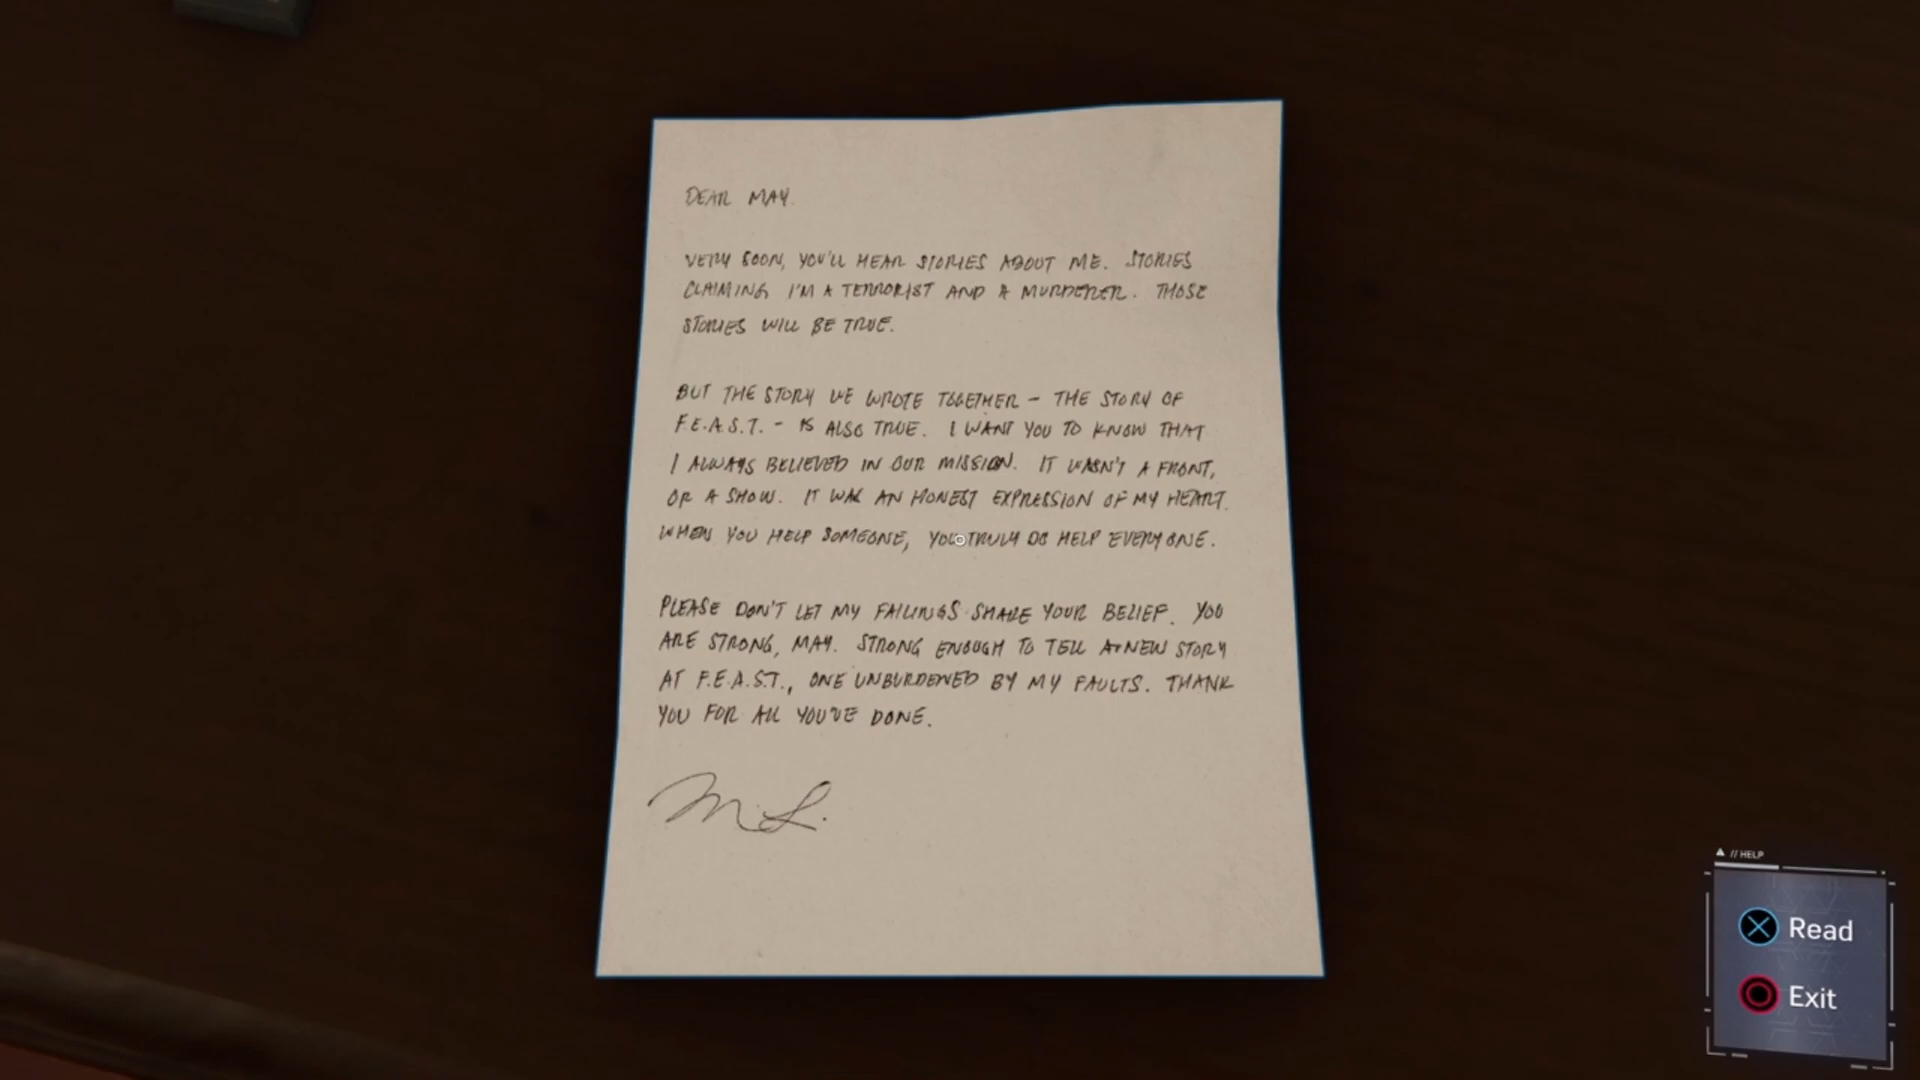 DEAR MAY.
VERY SOON, YOU'LL HEAR STORIES ABOUT ME. STORIES
CLAIMING I'M A TERRORIST AND A MURDERER. THOSE
STORIES WILL BE TRUE.
BUT THE STORY WE WROTE TOGETHER - THE STORY OF
F.E.A.S.T. - IS ALSO TRUE. I WANT YOU TO KNOW THAT
I ALWAYS BELIEVED IN OUR MISSION. IT WASN'T A FRONT,
OR A SHOW. IT WAS AN HONEST EXPRESSION OF MY HEART.
WHEN YOU HELP SOMEONE, YOU TRULY DO HELP EVERYONE.
PLEASE DON'T LET MY FAILINGS SHAKE YOUR BELIEF. YOU
ARE STRONG, MAY. STRONG ENOUGH TO TELL A NEW STORY
AT F.E.A.S.T., ONE UNBURDENED BY MY FAULTS. THANK
YOU FOR ALL YOU'VE DONE.
M L.
// HELP
Read
Exit